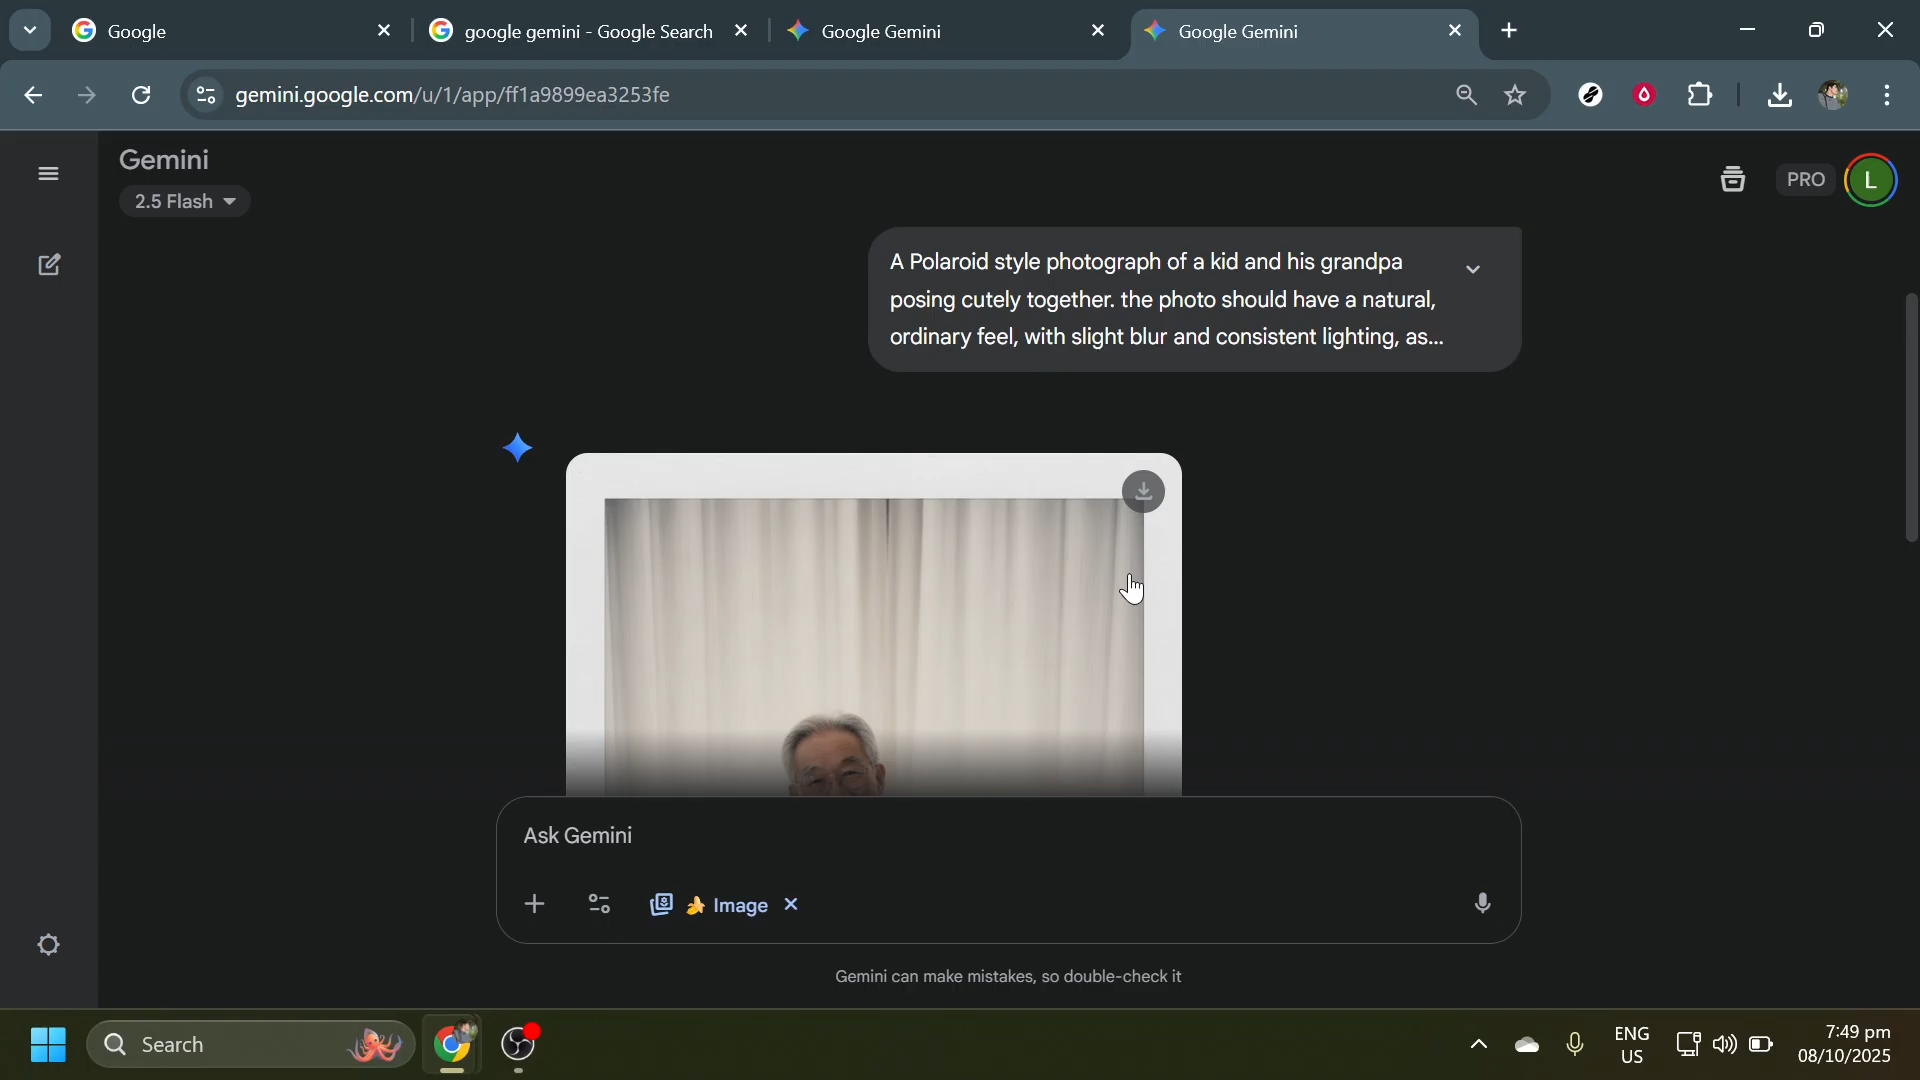 Google
google gemini - Google Search
Google Gemini
Google Gemini
gemini.google.com/u/1/app/ff1a9899ea3253fe
Gemini
2.5 Flash
PRO
L
A Polaroid style photograph of a kid and his grandpa
posing cutely together. the photo should have a natural,
ordinary feel, with slight blur and consistent lighting, as...
Ask Gemini
Image
Gemini can make mistakes, so double-check it
Search
ENG
US
7:49 pm
08/10/2025